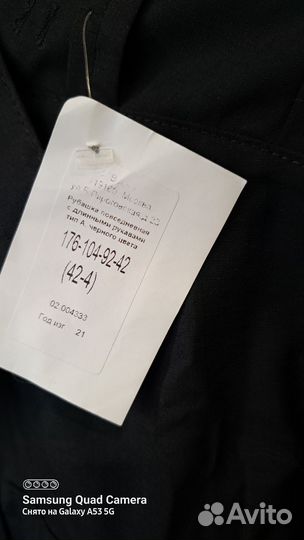 В
Москва
Рубашка повседневная
с длинными рукавами
тип А, черного цвета
176-104-92-42
(42-4)
02 004333
Год изг 21
Samsung Quad Camera
Снято на Galaxy A53 5G
Avito